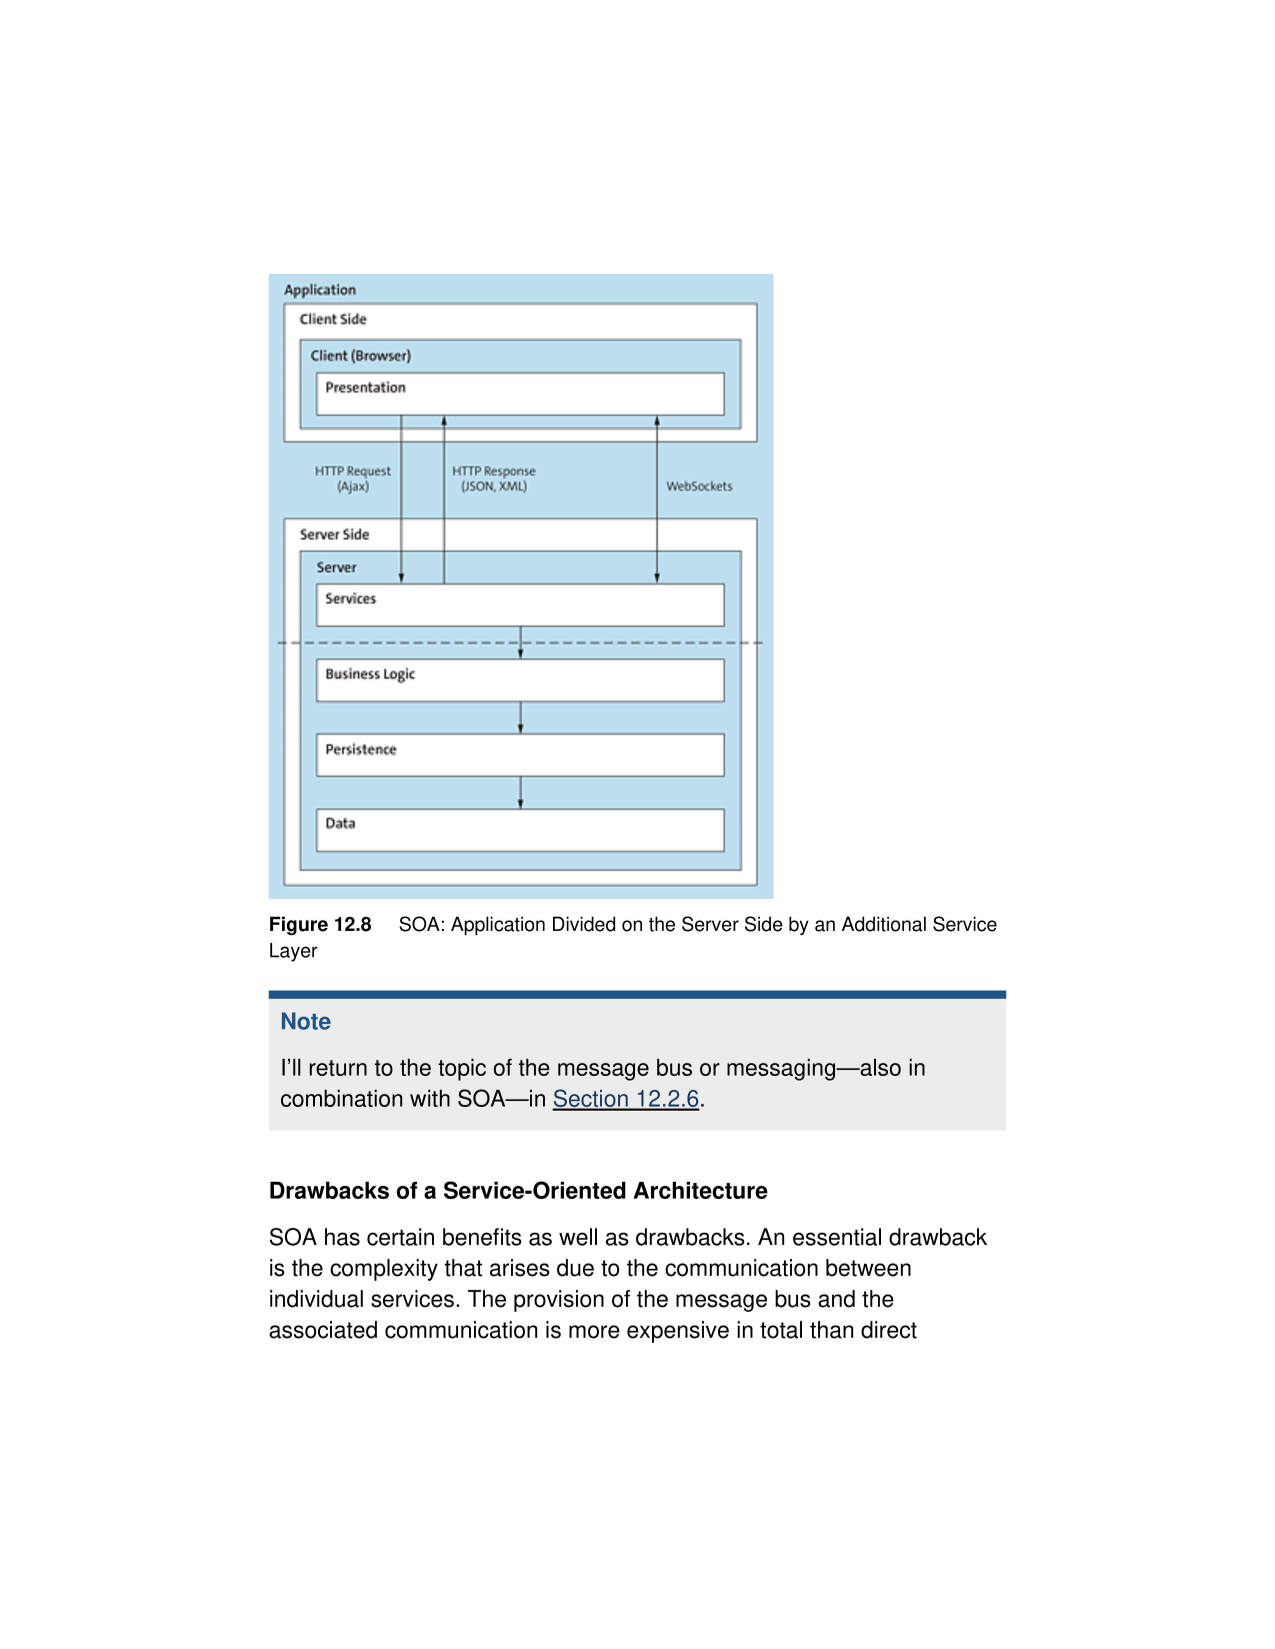 Application
Client Side
Client (Browser)
Presentation
HTTP Request
(Ajax)
HTTP Response
(JSON, XML)
WebSockets
Server Side
Server
Services
Business Logic
Persistence
Data
Figure 12.8 SOA: Application Divided on the Server Side by an Additional Service
Layer
Note
I’ll return to the topic of the message bus or messaging—also in
combination with SOA—in Section 12.2.6.
Drawbacks of a Service-Oriented Architecture
SOA has certain benefits as well as drawbacks. An essential drawback
is the complexity that arises due to the communication between
individual services. The provision of the message bus and the
associated communication is more expensive in total than direct